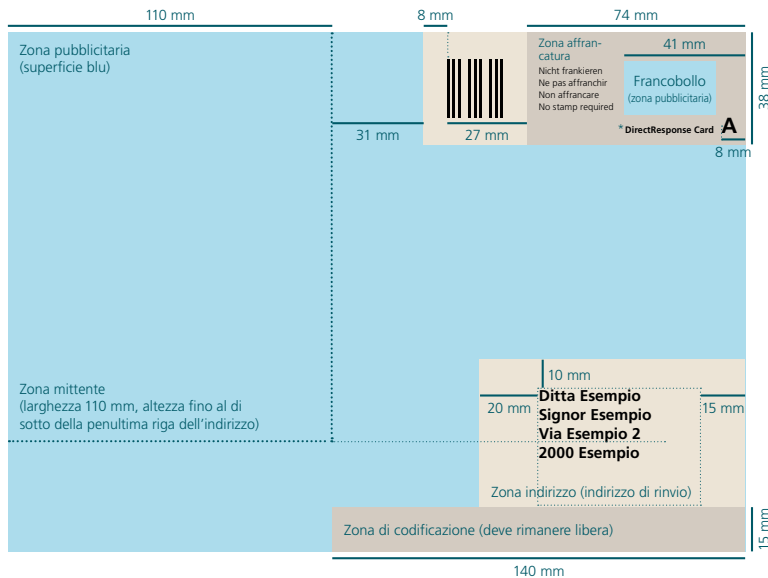 110 mm
8 mm
74 mm
Zona pubblicitaria
(superficie blu)
Zona affran-
catura
Nicht frankieren
Ne pas affranchir
Non affrancare
No stamp required
41 mm
Francobollo
(zona pubblicitaria)
* DirectResponse Card
A
38 mm
31 mm
27 mm
8 mm
Zona mittente
(larghezza 110 mm, altezza fino al di
sotto della penultima riga dell'indirizzo)
10 mm
20 mm
15 mm
Ditta Esempio
Signor Esempio
Via Esempio 2
2000 Esempio
Zona indirizzo (indirizzo di rinvio)
Zona di codificazione (deve rimanere libera)
15 mm
140 mm